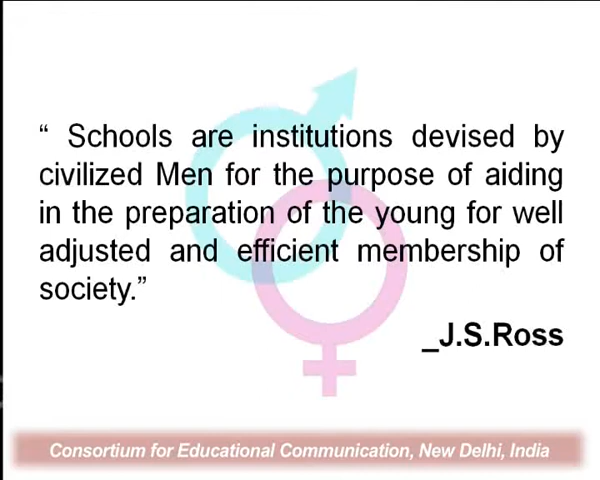 “ Schools are institutions devised by
civilized Men for the purpose of aiding
in the preparation of the young for well
adjusted and efficient membership of
society.”
_J.S.Ross
Consortium for Educational Communication, New Delhi, India